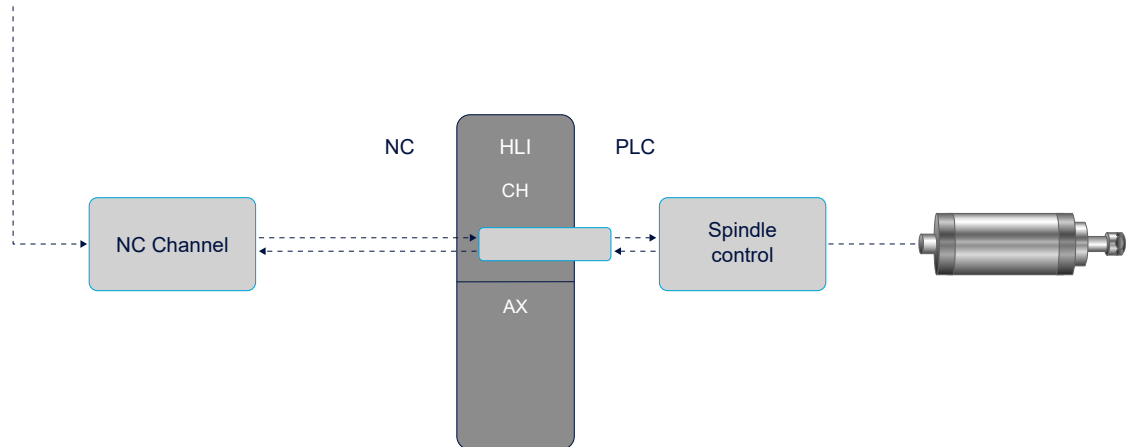 NC
HLI
PLC
CH
NC Channel
Spindle
control
AX